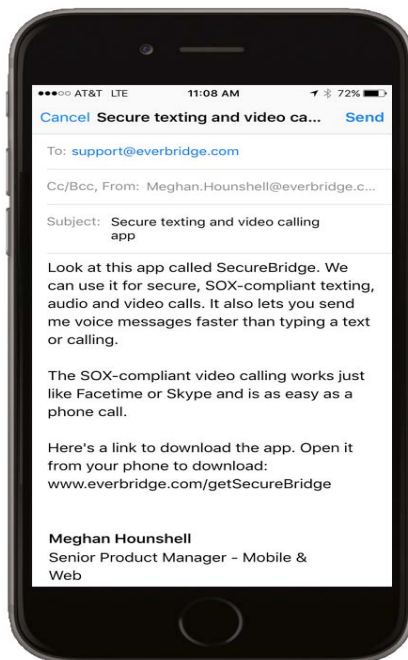 AT&T LTE 11:08 AM 72%
Cancel Secure texting and video ca... Send
To: support@everbridge.com
Cc/Bcc, From: Meghan.Hounshell@everbridge.c...
Subject: Secure texting and video calling
app
Look at this app called SecureBridge. We
can use it for secure, SOX-compliant texting,
audio and video calls. It also lets you send
me voice messages faster than typing a text
or calling.
The SOX-compliant video calling works just
like Facetime or Skype and is as easy as a
phone call.
Here's a link to download the app. Open it
from your phone to download:
www.everbridge.com/getSecureBridge
Meghan Hounshell
Senior Product Manager - Mobile &
Web